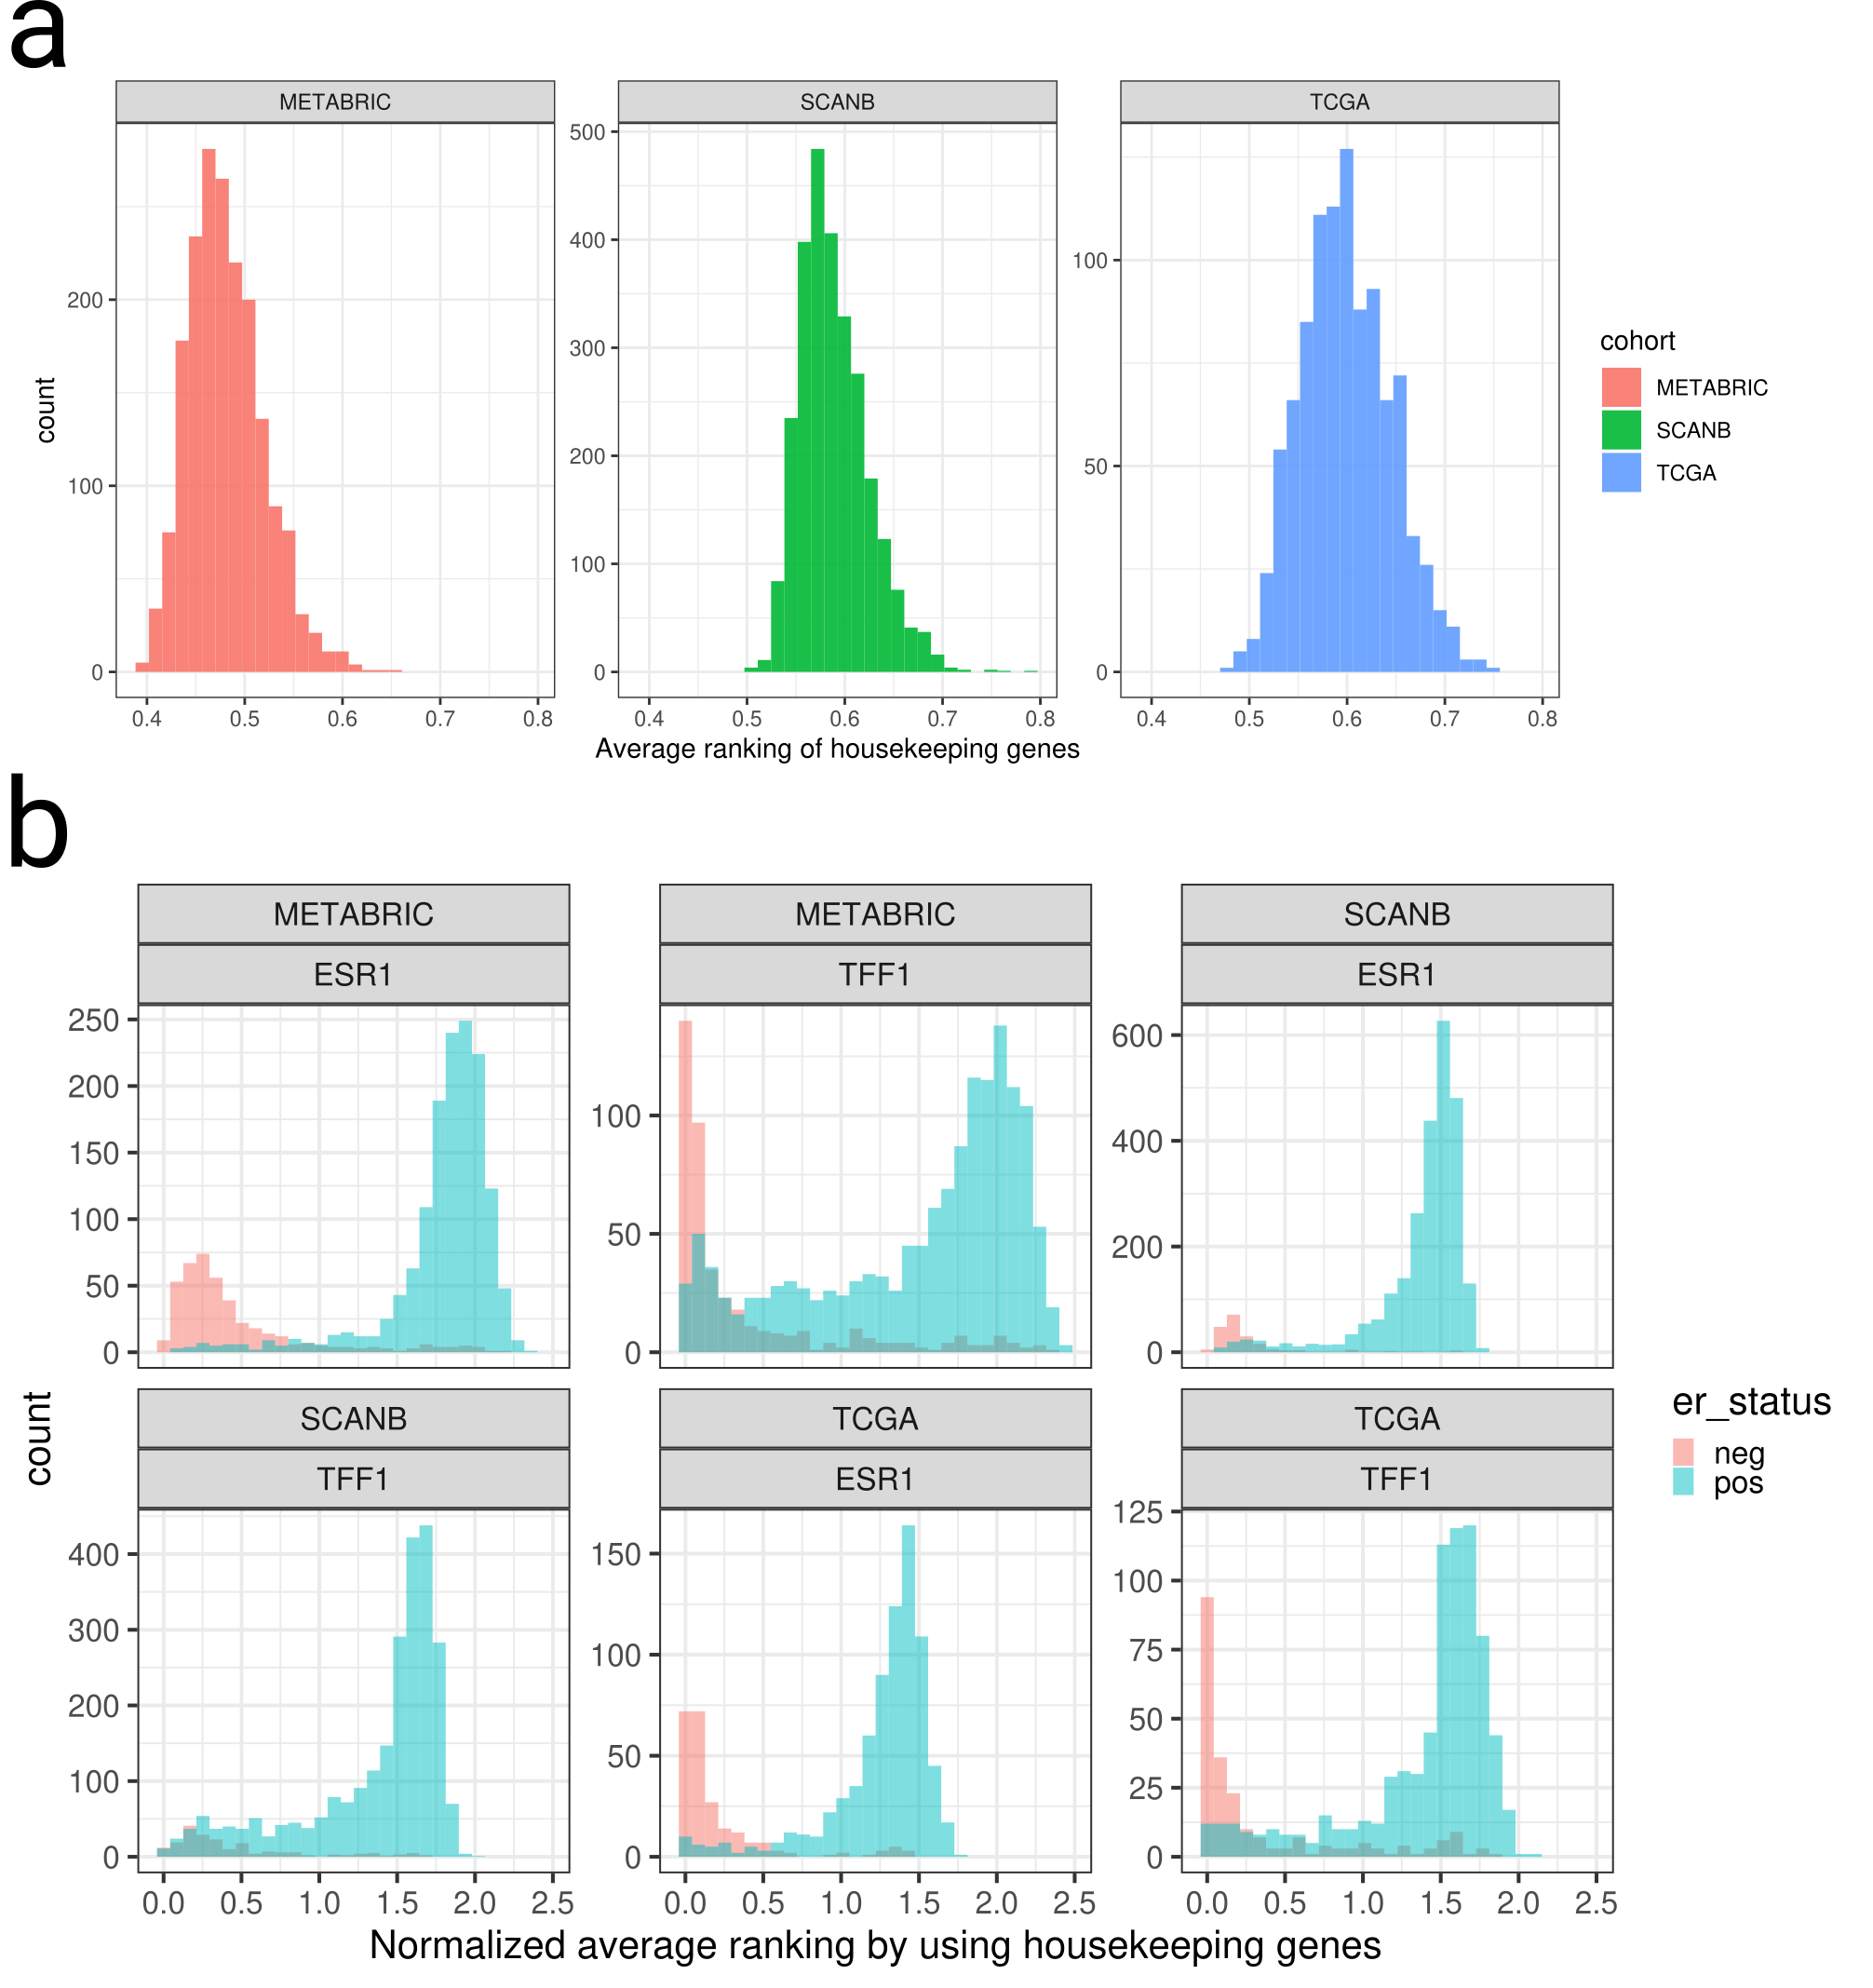 a
METABRIC SCANB TCGA
500
400
300
200
100
0
200
100
0
100
50
0
count
0.4 0.5 0.6 0.7 0.8 0.4 0.5 0.6 0.7 0.8 0.4 0.5 0.6 0.7 0.8
Average ranking of housekeeping genes
cohort
METABRIC
SCANB
TCGA
b
METABRIC METABRIC SCANB
ESR1 TFF1 ESR1
250
200
150
100
50
0
100
50
0
600
400
200
0
count
SCANB TCGA TCGA
TFF1 ESR1 TFF1
400
300
200
100
0
150
100
50
0
125
100
75
50
25
0
0.0 0.5 1.0 1.5 2.0 2.5 0.0 0.5 1.0 1.5 2.0 2.5 0.0 0.5 1.0 1.5 2.0 2.5
Normalized average ranking by using housekeeping genes
er_status
neg
pos